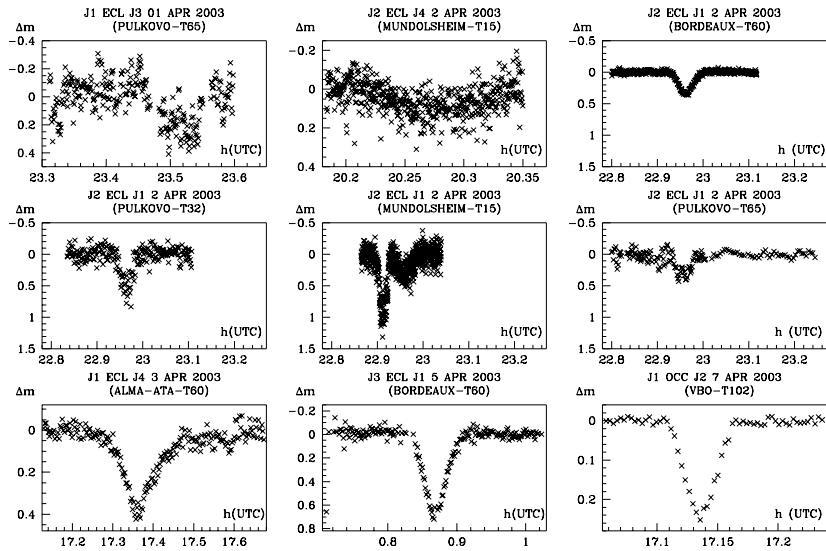 J1 ECL J3 01 APR 2003
(PULKOVO-T65)
Δm
-0.4
-0.2
0
0.2
0.4
h(UTC)
23.3 23.4 23.5 23.6
J2 ECL J4 2 APR 2003
(MUNDOLSHEIM-T15)
Δm
-0.2
0
0.2
0.4
h(UTC)
20.2 20.25 20.3 20.35
J2 ECL J1 2 APR 2003
(BORDEAUX-T60)
Δm
-0.5
0
0.5
1
1.5
h(UTC)
22.8 22.9 23 23.1 23.2
J2 ECL J1 2 APR 2003
(PULKOVO-T32)
Δm
-0.5
0
0.5
1
1.5
h(UTC)
22.8 22.9 23 23.1 23.2
J2 ECL J1 2 APR 2003
(MUNDOLSHEIM-T15)
Δm
-0.5
0
0.5
1
1.5
h(UTC)
22.8 22.9 23 23.1 23.2
J2 ECL J1 2 APR 2003
(PULKOVO-T65)
Δm
-0.5
0
0.5
1
1.5
h (UTC)
22.8 22.9 23 23.1 23.2
J1 ECL J4 3 APR 2003
(ALMA-ATA-T60)
Δm
0
0.2
0.4
h(UTC)
17.2 17.3 17.4 17.5 17.6
J3 ECL J1 5 APR 2003
(BORDEAUX-T60)
Δm
-0.2
0
0.2
0.4
0.6
0.8
h(UTC)
0.8 0.9 1
J1 OCC J2 7 APR 2003
(VBO-T102)
Δm
0
0.1
0.2
h (UTC)
17.1 17.2